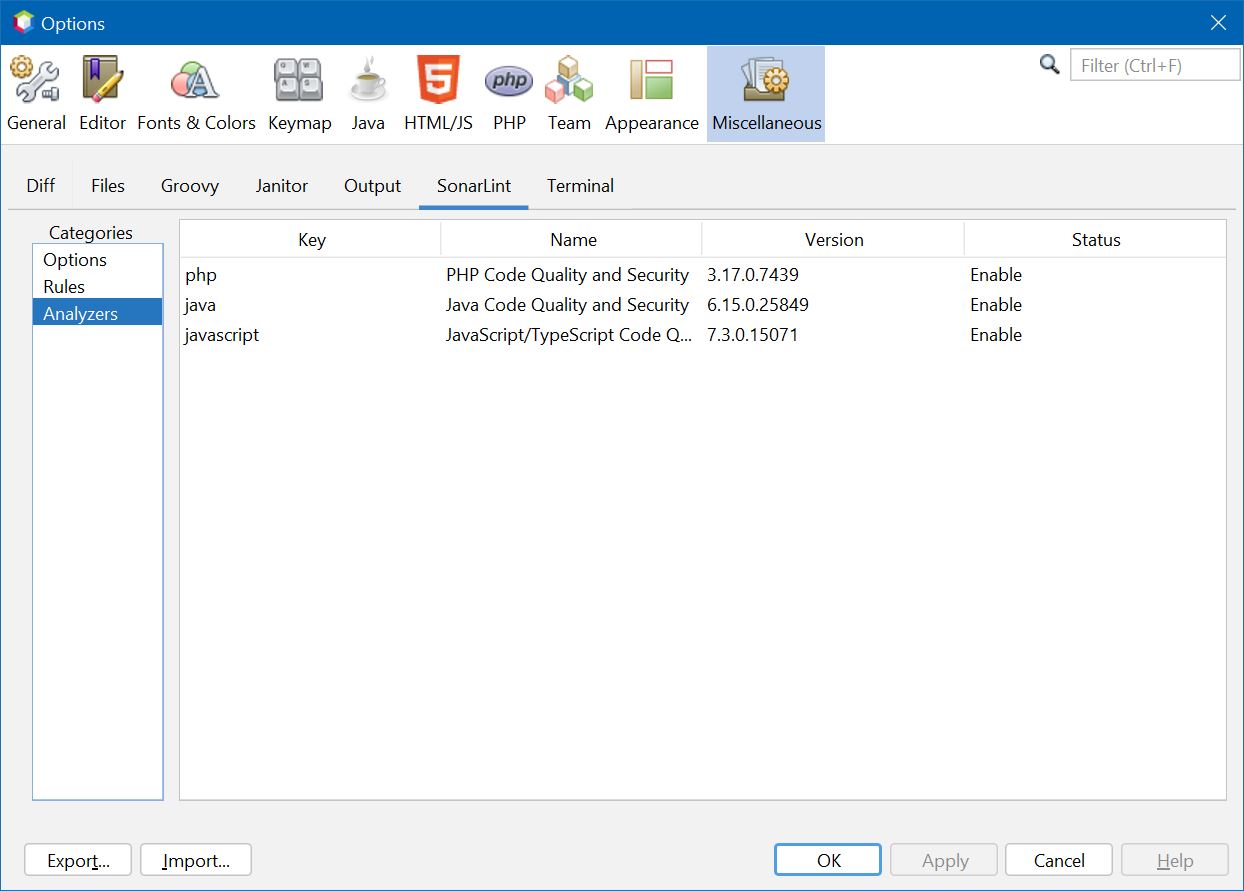 Options
Filter (Ctrl+F)
General Editor Fonts & Colors Keymap Java HTML/JS PHP Team Appearance Miscellaneous
Diff Files Groovy Janitor Output SonarLint Terminal
Categories
Options
Rules
Analyzers
Key Name Version Status
php PHP Code Quality and Security 3.17.0.7439 Enable
java Java Code Quality and Security 6.15.0.25849 Enable
javascript JavaScript/TypeScript Code Q... 7.3.0.15071 Enable
Export... Import... OK Apply Cancel Help